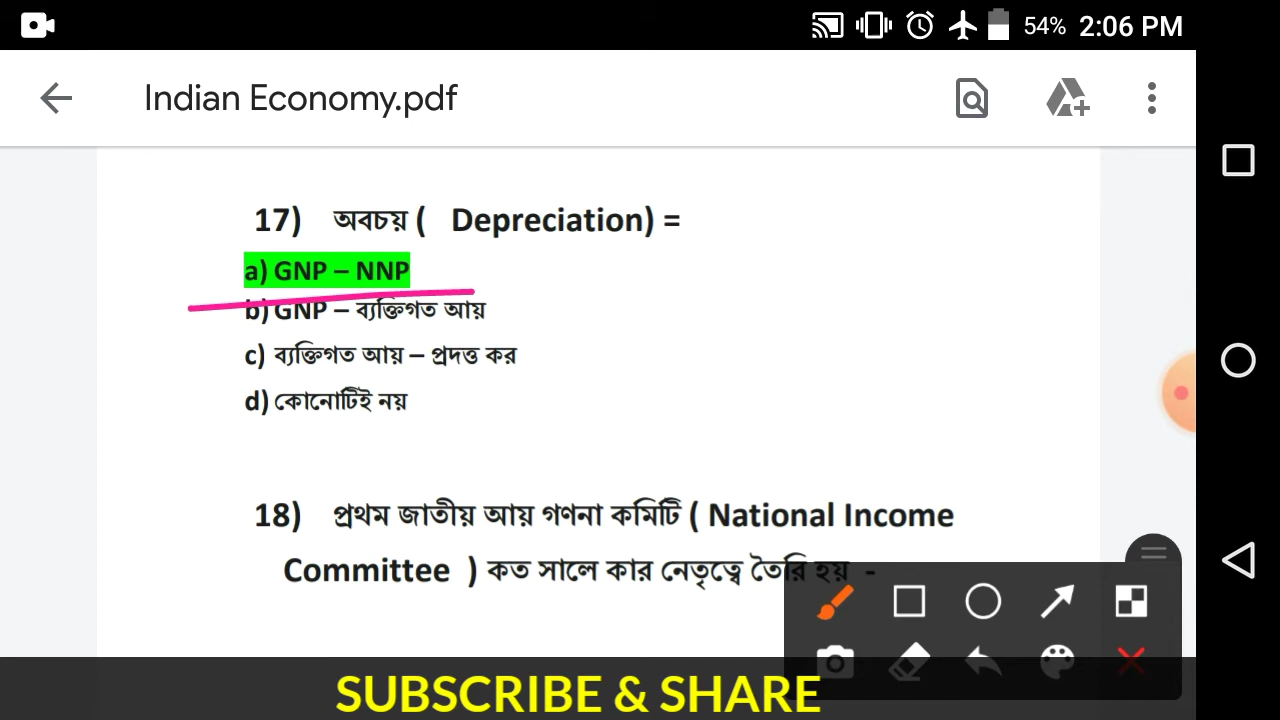 54% 2:06 PM
Indian Economy.pdf
17) অবচয় ( Depreciation) =
a) GNP – NNP
b) GNP – ব্যক্তিগত আয়
c) ব্যক্তিগত আয় – প্রদত্ত কর
d) কোনোটিই নয়
18) প্রথম জাতীয় আয় গণনা কমিটি ( National Income
Committee ) কত সালে কার নেতৃত্বে তৈরি হয় -
SUBSCRIBE & SHARE